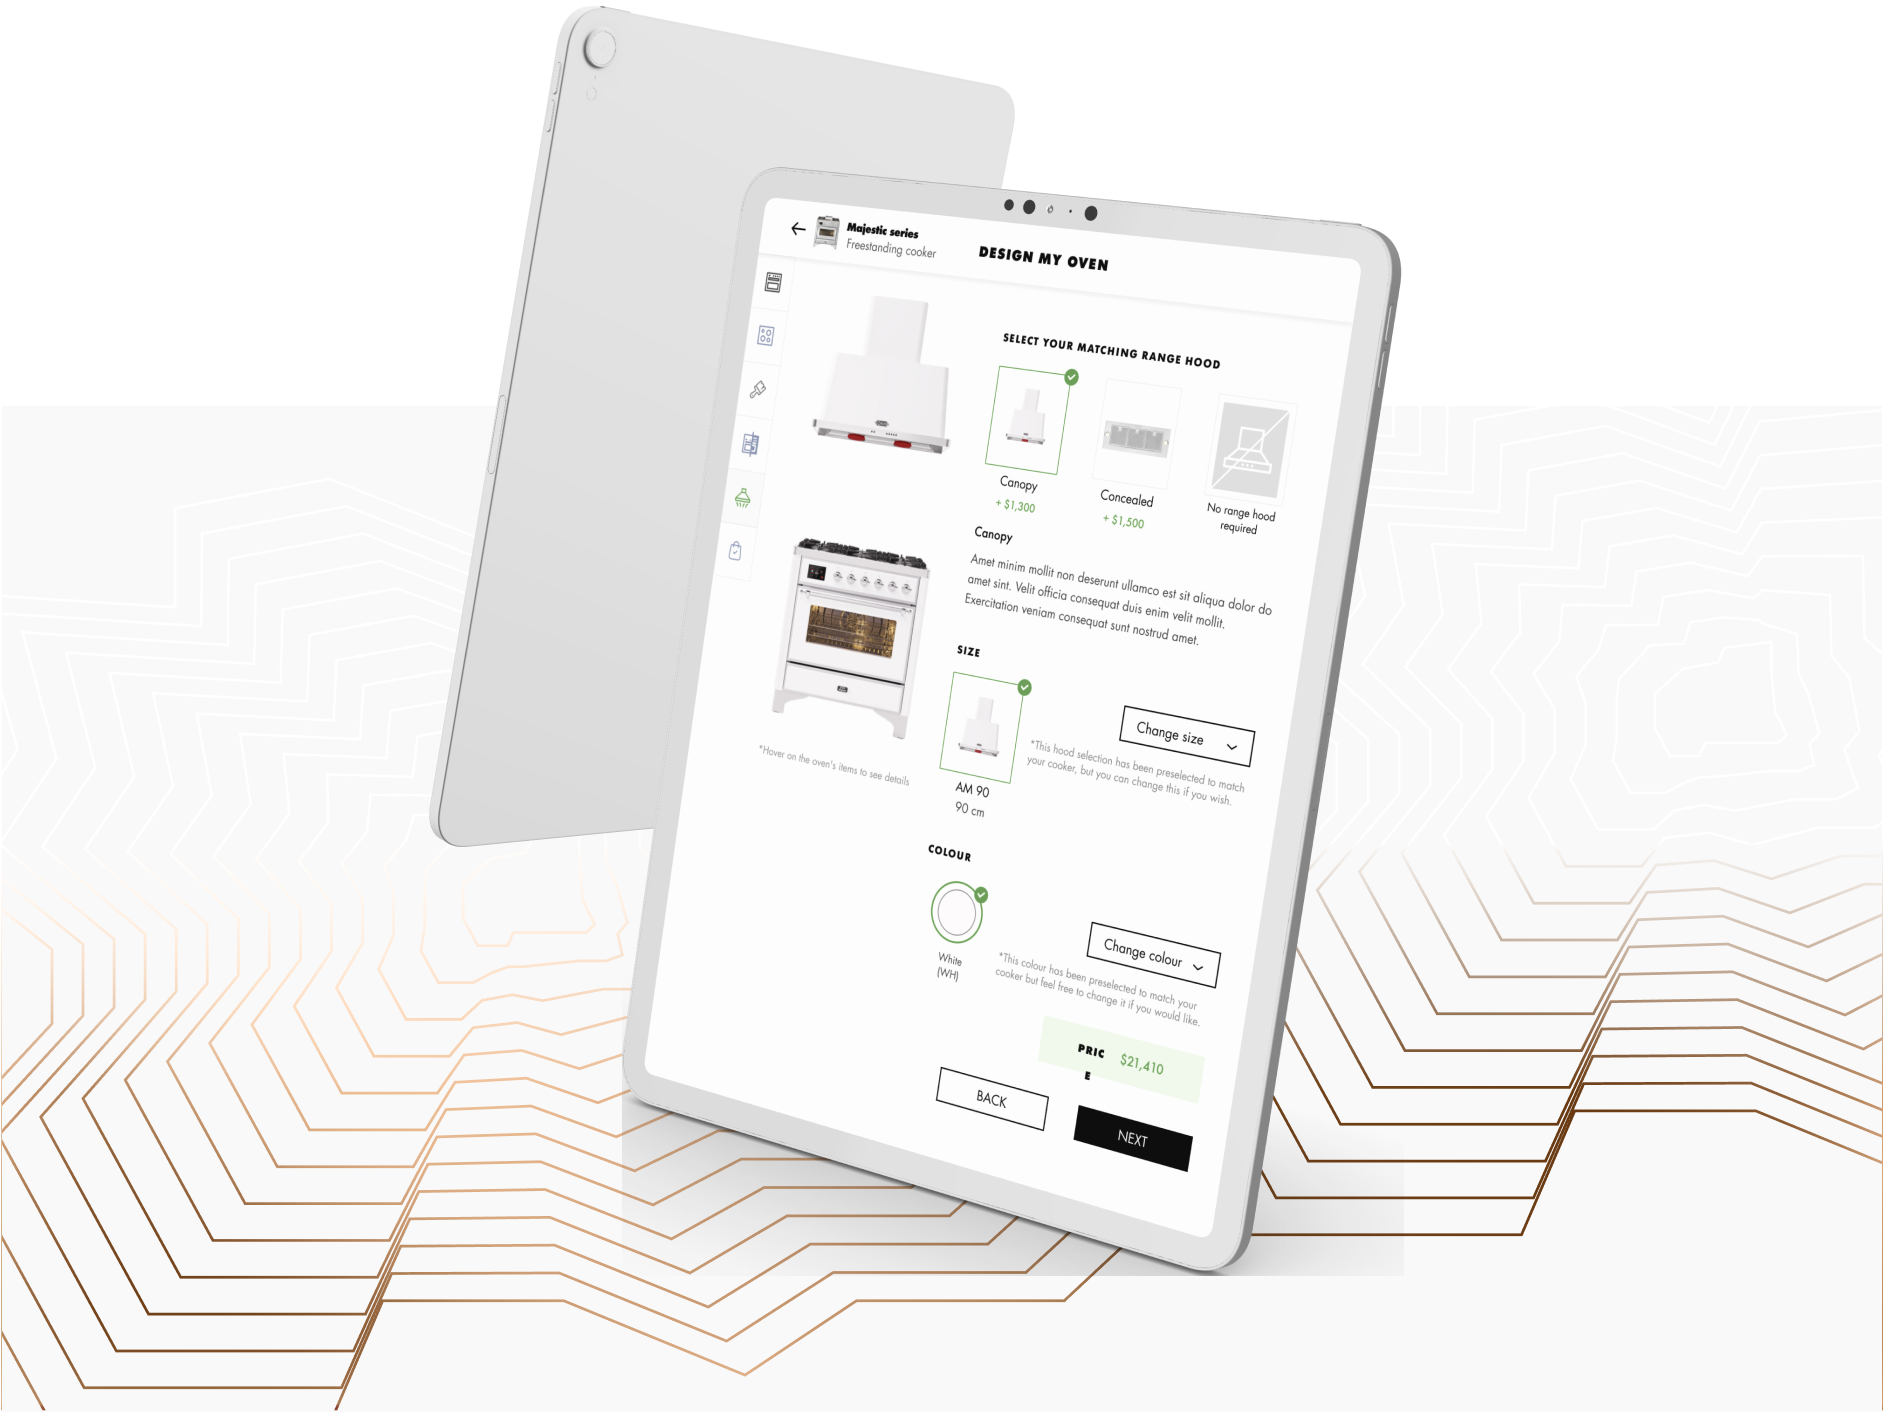 Majestic series
Freestanding cooker
DESIGN MY OVEN
SELECT YOUR MATCHING RANGE HOOD
Canopy
+ $1,300
Concealed
+ $1,500
No range hood
required
Canopy
Amet minim mollit non deserunt ullamco est sit aliqua dolor do
amet sint. Velit officia consequat duis enim velit mollit.
Exercitation veniam consequat sunt nostrud amet.
*Hover on the oven's items to see details
SIZE
AM 90
90 cm
Change size
*This hood selection has been preselected to match
your cooker, but you can change this if you wish.
COLOUR
White
(WH)
Change colour
*This colour has been preselected to match your
cooker but feel free to change it if you would like.
PRIC
E
$21,410
BACK
NEXT